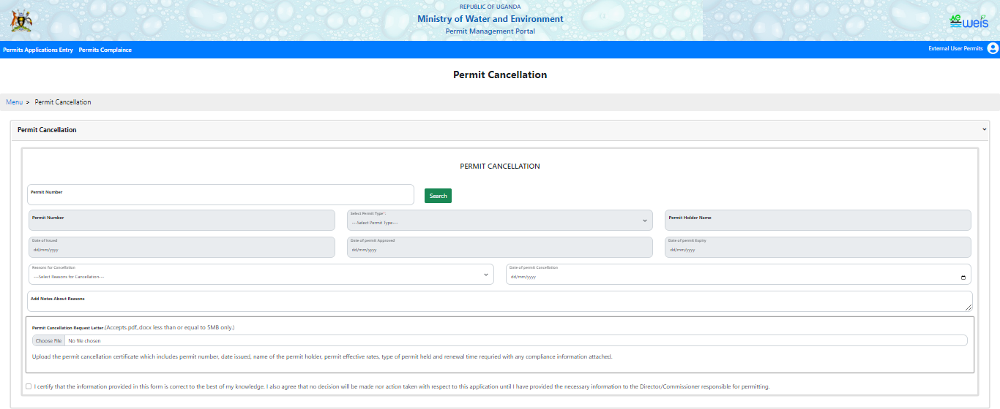 REPUBLIC OF UGANDA
Ministry of Water and Environment
Permit Management Portal
weis
Permits Applications Entry Permits Complaince
External User Permits
Permit Cancellation
Menu > Permit Cancellation
Permit Cancellation
PERMIT CANCELLATION
Permit Number
Search
Permit Number
Select Permit Type*:
---Select Permit Type---
Permit Holder Name
Date of Issued
dd/mm/yyyy
Date of permit Approved
dd/mm/yyyy
Date of permit Expiry
dd/mm/yyyy
Reasons for Cancellation
---Select Reasons for Cancellation---
Date of permit Cancellation
dd/mm/yyyy
Add Notes About Reasons
Permit Cancellation Request Letter.(Accepts.pdf,.docx less than or equal to 5MB only.)
Choose File No file chosen
Upload the permit cancellation certificate which includes permit number, date issued, name of the permit holder, permit effective rates, type of permit held and renewal time requried with any compliance information attached.
I certify that the information provided in this form is correct to the best of my knowledge. I also agree that no decision will be made nor action taken with respect to this application until I have provided the necessary information to the Director/Commissioner responsible for permitting.